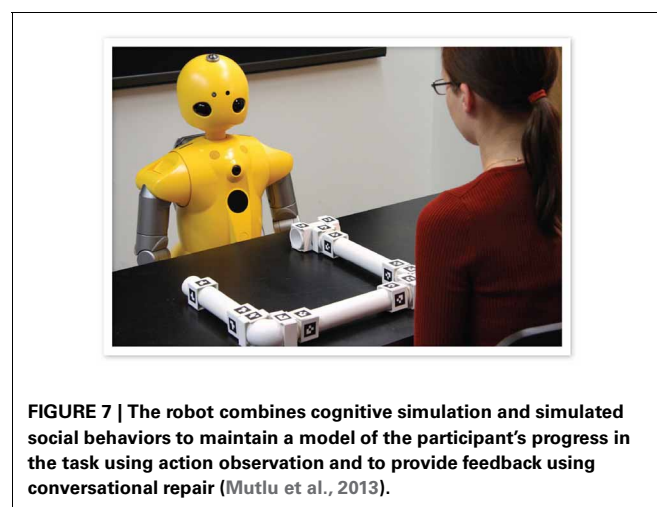 FIGURE 7 | The robot combines cognitive simulation and simulated
social behaviors to maintain a model of the participant's progress in
the task using action observation and to provide feedback using
conversational repair (Mutlu et al., 2013).